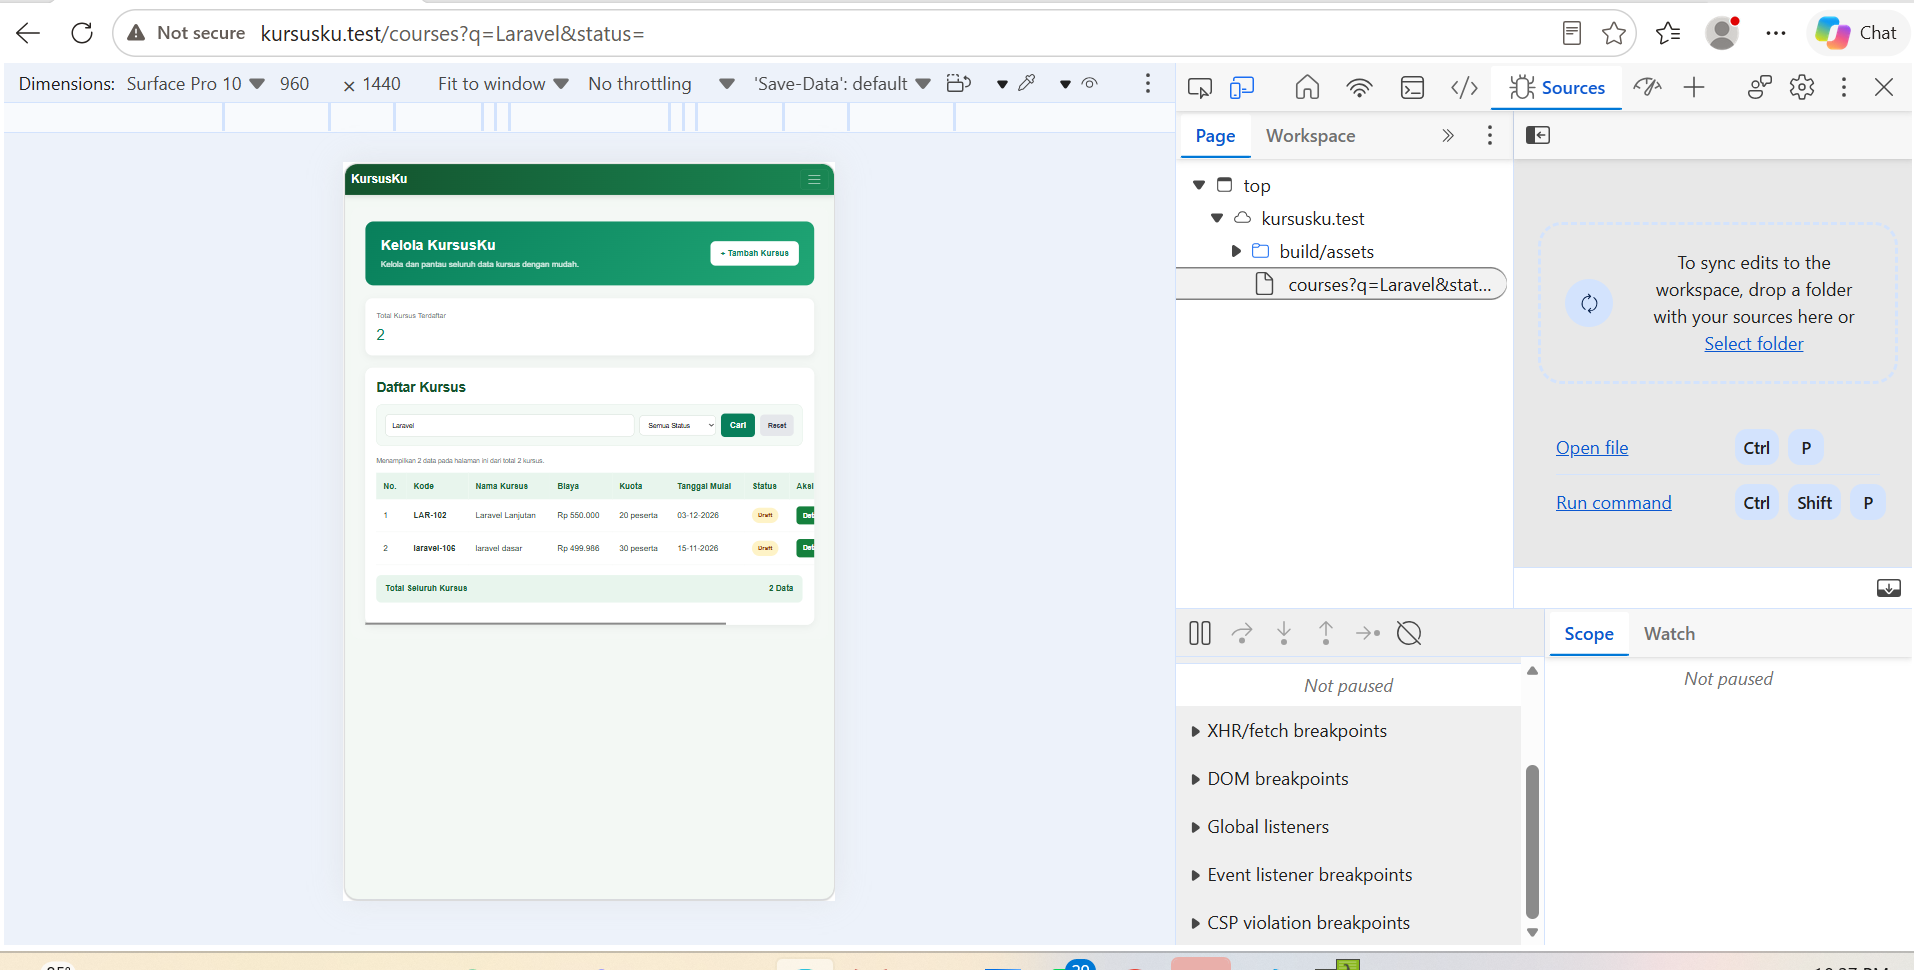 Not secure kursusku.test/courses?q=Laravel&status=
Chat
Dimensions: Surface Pro 10 960 × 1440 Fit to window No throttling 'Save-Data': default
Sources
Page Workspace
top
kursusku.test
build/assets
courses?q=Laravel&stat...
To sync edits to the
workspace, drop a folder
with your sources here or
Select folder
Open file Ctrl P
Run command Ctrl Shift P
Scope Watch
Not paused
Not paused
XHR/fetch breakpoints
DOM breakpoints
Global listeners
Event listener breakpoints
CSP violation breakpoints
KursusKu
Kelola KursusKu
Kelola dan pantau seluruh data kursus dengan mudah.
+ Tambah Kursus
Total Kursus Terdaftar
2
Daftar Kursus
Laravel Semua Status Cari Reset
Menampilkan 2 data pada halaman ini dari total 2 kursus.
No. Kode Nama Kursus Biaya Kuota Tanggal Mulai Status Aksi
1 LAR-102 Laravel Lanjutan Rp 550.000 20 peserta 03-12-2026 Draft Det
2 laravel-106 laravel dasar Rp 499.986 30 peserta 15-11-2026 Draft Det
Total Seluruh Kursus 2 Data